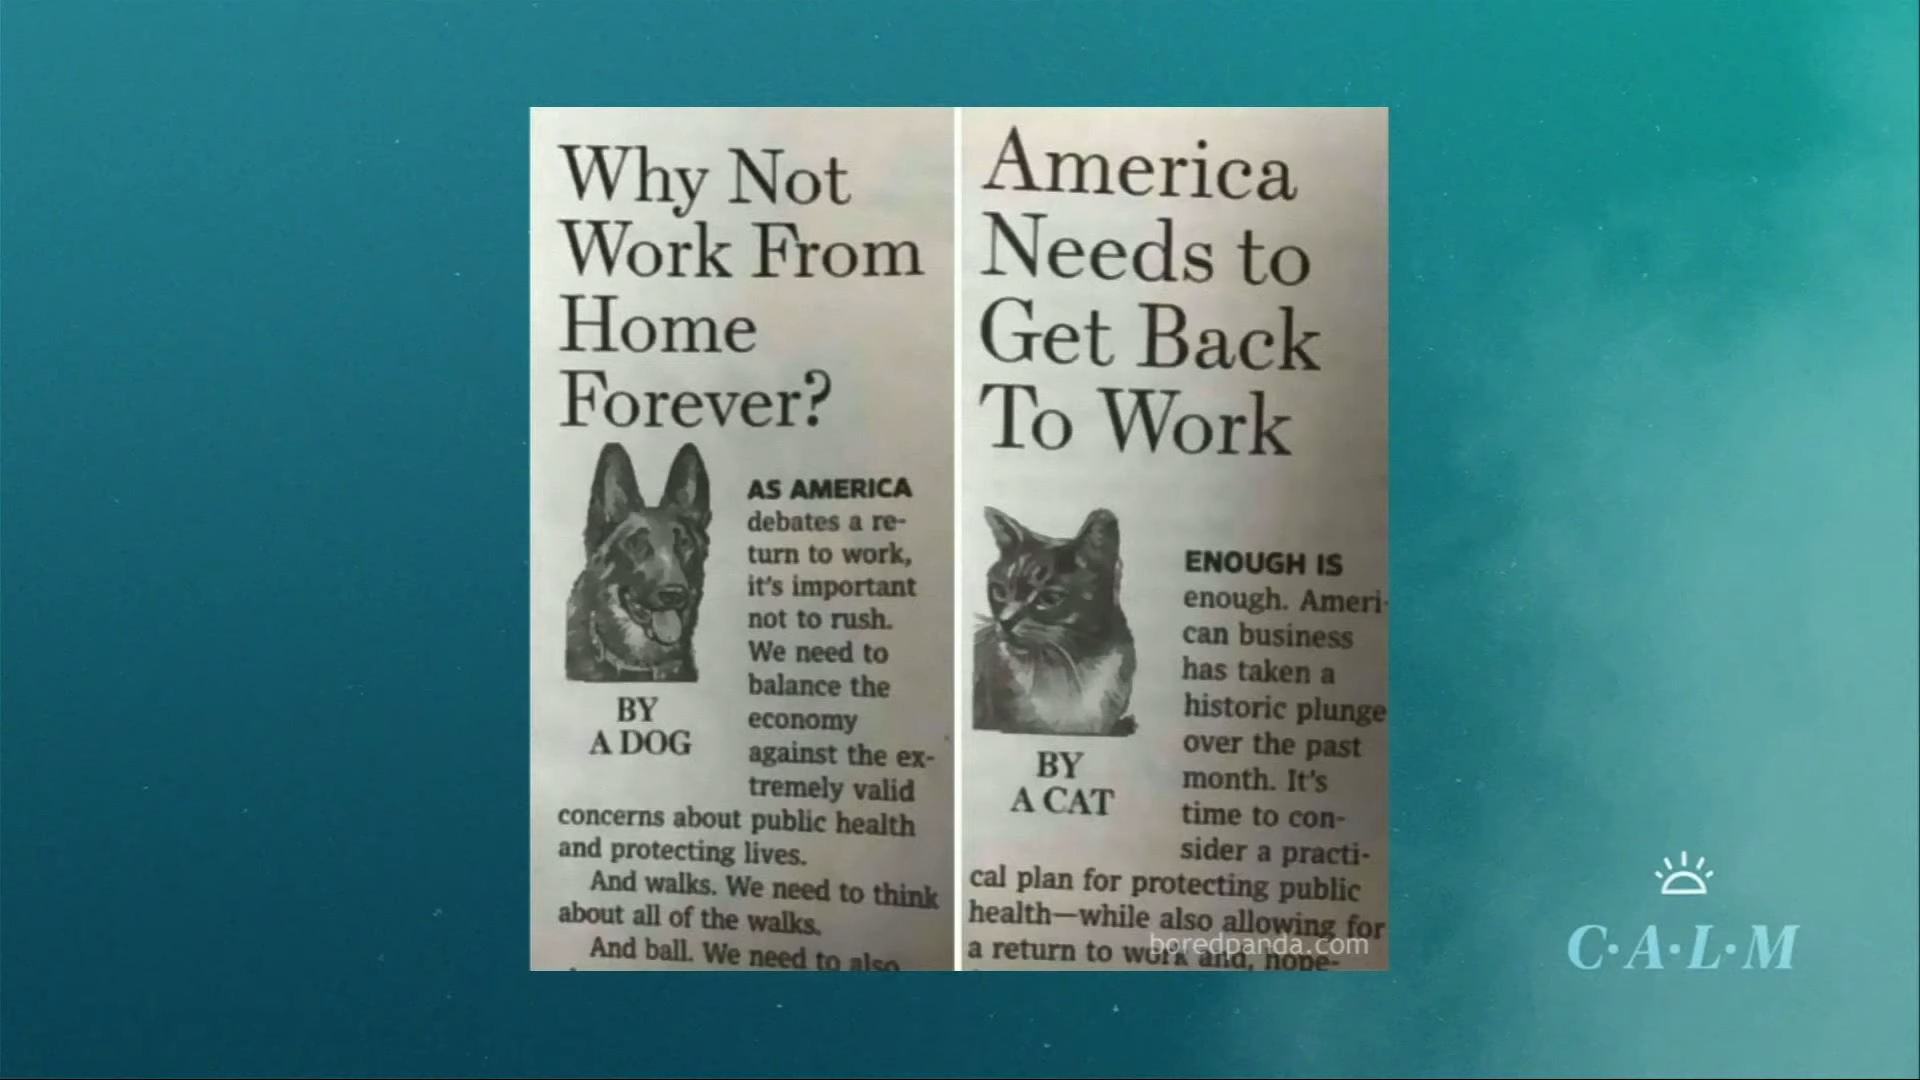 Why Not
Work From
Home
Forever?
BY
A DOG
AS AMERICA
debates a re-
turn to work,
it's important
not to rush.
We need to
balance the
economy
against the ex-
tremely valid
concerns about public health
and protecting lives.
And walks. We need to think
about all of the walks.
And ball. We need to also
America
Needs to
Get Back
To Work
BY
A CAT
ENOUGH IS
enough. Ameri-
can business
has taken a
historic plunge
over the past
month. It's
time to con-
sider a practi-
cal plan for protecting public
health—while also allowing for
a return to work and, hope-
boredpanda.com
C·A·L·M